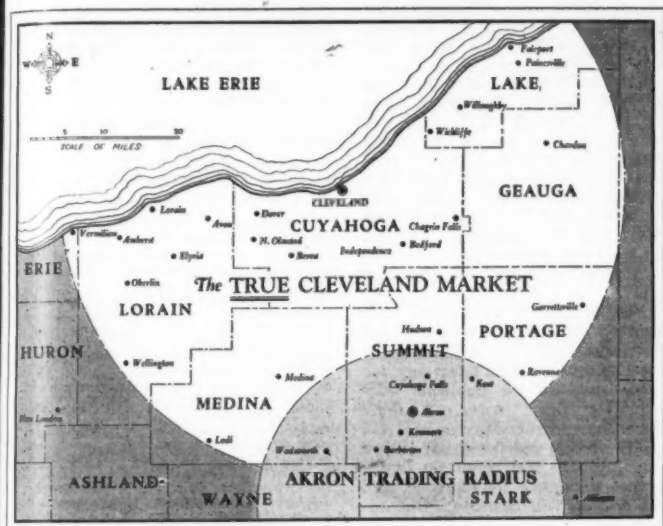 N
W E
S
LAKE ERIE
5 10 20
SCALE OF MILES
Fairport
Painesville
LAKE
Willoughby
Wickliffe
Chardon
GEAUGA
CLEVELAND
Lorain
Avon
Dover
CUYAHOGA
Chagrin Falls
Vermilion
Amherst
N. Olmsted
Independence
Bedford
Elyria
Berea
ERIE
Oberlin
The TRUE CLEVELAND MARKET
LORAIN
Garrettsville
Hudson
PORTAGE
HURON
SUMMIT
Wellington
Medina
Cuyahoga Falls
Kent
Ravenna
MEDINA
Akron
New London
Kenmore
Lodi
Wadsworth
Barberton
ASHLAND
AKRON TRADING RADIUS
WAYNE
STARK
Alliance